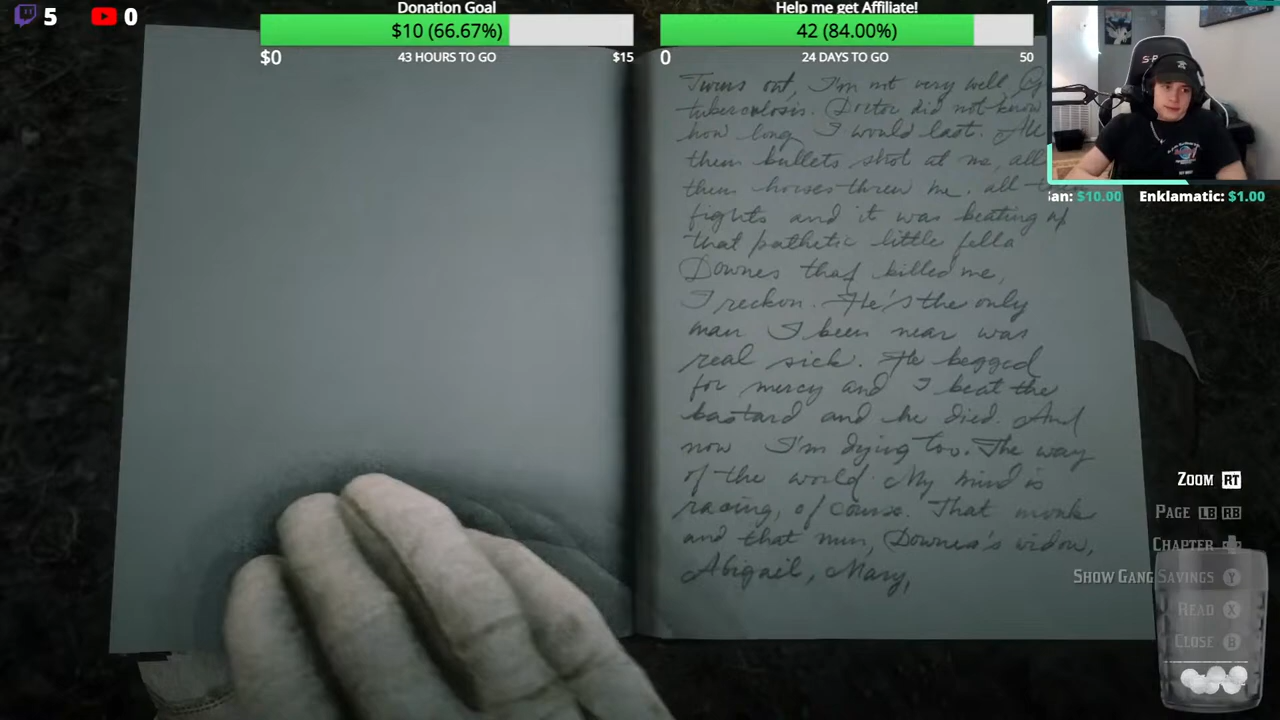 5
0
Donation Goal
$10 (66.67%)
$0
43 HOURS TO GO
$15
Help me get Affiliate!
42 (84.00%)
0
24 DAYS TO GO
50
an: $10.00 Enklamatic: $1.00
Turns out, I'm not very well, G
tuberculosis. Doctor did not know
how long I would last. All
them bullets shot at me, all
them horses threw me, all
fights and it was beating up
that pathetic little fella
Downes that killed me,
I reckon. He's the only
man I been near was
real sick. He begged
for mercy and I beat the
bastard and he died. And
now I'm dying too. The way
of the world. My mind is
racing, of course. That monk
and that nun, Downes's widow,
Abigail, Mary,
ZOOM RT
PAGE LB RB
CHAPTER
SHOW GANG SAVINGS Y
READ X
CLOSE B